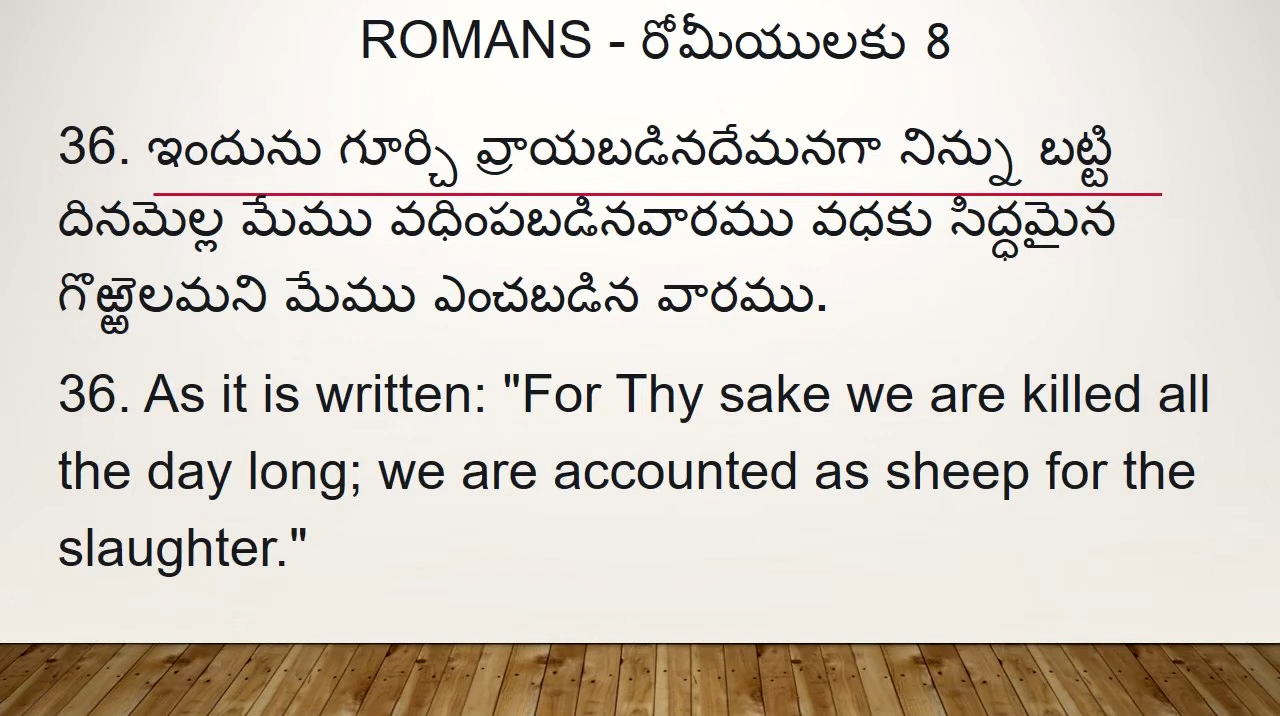 ROMANS - రోమీయులకు 8
36. ఇందును గూర్చి వ్రాయబడినదేమనగా నిన్ను బట్టి
దినమెల్ల మేము వధింపబడినవారము వధకు సిద్ధమైన
గొఱ్ఱెలమని మేము ఎంచబడిన వారము.
36. As it is written: "For Thy sake we are killed all
the day long; we are accounted as sheep for the
slaughter."